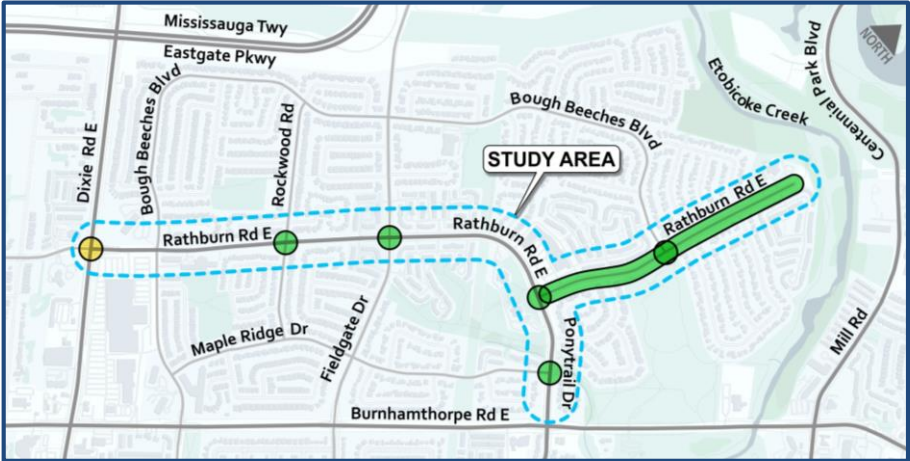 Mississauga Twy
Eastgate Pkwy
NORTH
Centennial Park Blvd
Etobicoke Creek
Bough Beeches Blvd
Bough Beeches Blvd
Dixie Rd E
Rockwood Rd
STUDY AREA
Rathburn Rd E
Rathburn Rd E
Rathburn Rd E
Maple Ridge Dr
Fieldgate Dr
Ponytrail Dr
Mill Rd
Burnhamthorpe Rd E